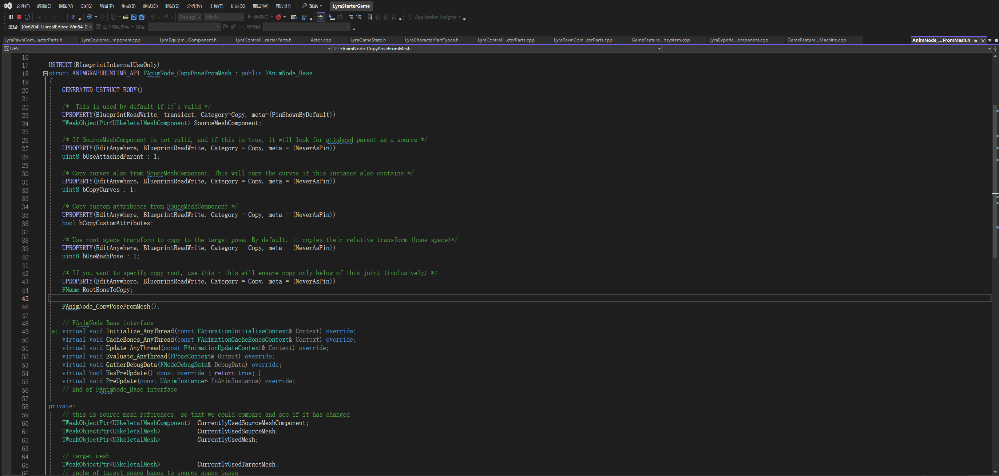 文件(F) 编辑(E) 视图(V) Git(G) 项目(P) 生成(B) 调试(D) 测试(S) 分析(N) 工具(T) 扩展(X) 窗口(W) 帮助(H) 搜索 LyraStarterGame
DebugG Win64 继续(C) abc Application Insights
进程: [0x6204] UnrealEditor-Win64-D 生命周期事件 线程: 堆栈帧:
LyraPawnCom...acterParts.h LyraEquipme...mponent.cpp LyraEquipm...Component.h LyraControll...racterParts.h Actor.cpp LyraGameState.h LyraCharacterPartTypes.h LyraControll...cterParts.cpp LyraPawnCom...terParts.cpp GameFeature...bsystem.cpp LyraExperie...omponent.cpp GameFeature...Machine.cpp AnimNode_...FromMesh.h
UE5 FAnimNode_CopyPoseFromMesh
16
17 USTRUCT(BlueprintInternalUseOnly)
18 struct ANIMGRAPHRUNTIME_API FAnimNode_CopyPoseFromMesh : public FAnimNode_Base
19 {
20 GENERATED_USTRUCT_BODY()
21
22 /*  This is used by default if it's valid */
23 UPROPERTY(BlueprintReadWrite, transient, Category=Copy, meta=(PinShownByDefault))
24 TWeakObjectPtr<USkeletalMeshComponent> SourceMeshComponent;
25
26 /* If SourceMeshComponent is not valid, and if this is true, it will look for attahced parent as a source */
27 UPROPERTY(EditAnywhere, BlueprintReadWrite, Category = Copy, meta = (NeverAsPin))
28 uint8 bUseAttachedParent : 1;
29
30 /* Copy curves also from SouceMeshComponent. This will copy the curves if this instance also contains */
31 UPROPERTY(EditAnywhere, BlueprintReadWrite, Category = Copy, meta = (NeverAsPin))
32 uint8 bCopyCurves : 1;
33
34 /* Copy custom attributes from SouceMeshComponent */
35 UPROPERTY(EditAnywhere, BlueprintReadWrite, Category = Copy, meta = (NeverAsPin))
36 bool bCopyCustomAttributes;
37
38 /* Use root space transform to copy to the target pose. By default, it copies their relative transform (bone space)*/
39 UPROPERTY(EditAnywhere, BlueprintReadWrite, Category = Copy, meta = (NeverAsPin))
40 uint8 bUseMeshPose : 1;
41
42 /* If you want to specify copy root, use this - this will ensure copy only below of this joint (inclusively) */
43 UPROPERTY(EditAnywhere, BlueprintReadWrite, Category = Copy, meta = (NeverAsPin))
44 FName RootBoneToCopy;
45
46 FAnimNode_CopyPoseFromMesh();
47
48 // FAnimNode_Base interface
49 virtual void Initialize_AnyThread(const FAnimationInitializeContext& Context) override;
50 virtual void CacheBones_AnyThread(const FAnimationCacheBonesContext& Context) override;
51 virtual void Update_AnyThread(const FAnimationUpdateContext& Context) override;
52 virtual void Evaluate_AnyThread(FPoseContext& Output) override;
53 virtual void GatherDebugData(FNodeDebugData& DebugData) override;
54 virtual bool HasPreUpdate() const override { return true; }
55 virtual void PreUpdate(const UAnimInstance* InAnimInstance) override;
56 // End of FAnimNode_Base interface
57
58 private:
59 // this is source mesh references, so that we could compare and see if it has changed
60 TWeakObjectPtr<USkeletalMeshComponent> CurrentlyUsedSourceMeshComponent;
61 TWeakObjectPtr<USkeletalMesh> CurrentlyUsedSourceMesh;
62 TWeakObjectPtr<USkeletalMesh> CurrentlyUsedMesh;
63
64 // target mesh
65 TWeakObjectPtr<USkeletalMesh> CurrentlyUsedTargetMesh;
66 // cache of target space bases to source space bases